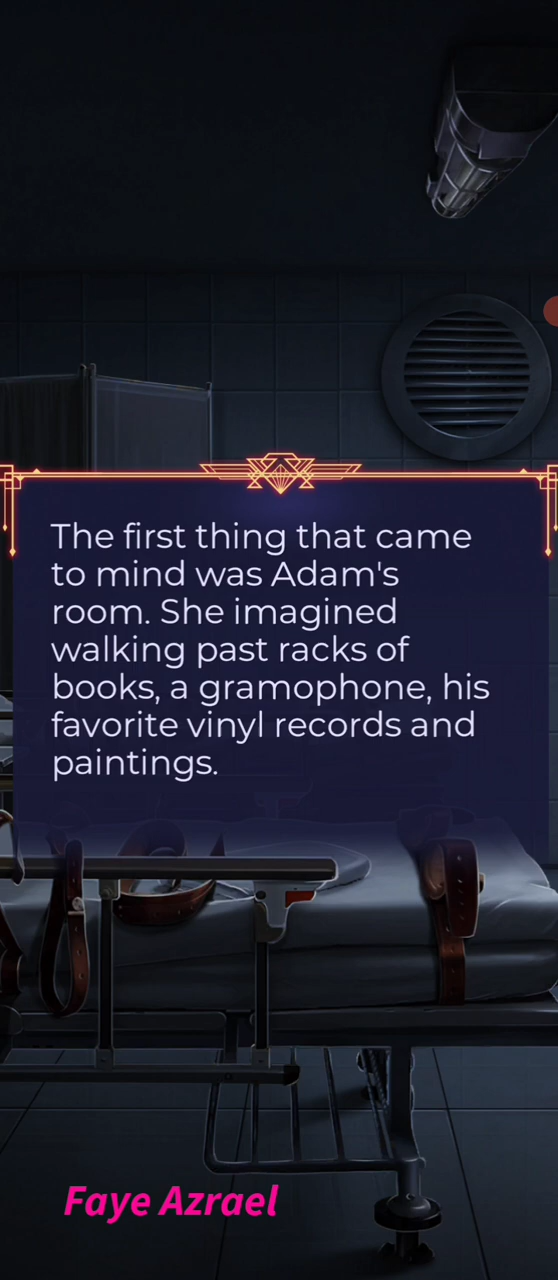 The first thing that came
to mind was Adam's
room. She imagined
walking past racks of
books, a gramophone, his
favorite vinyl records and
paintings.
Faye Azrael